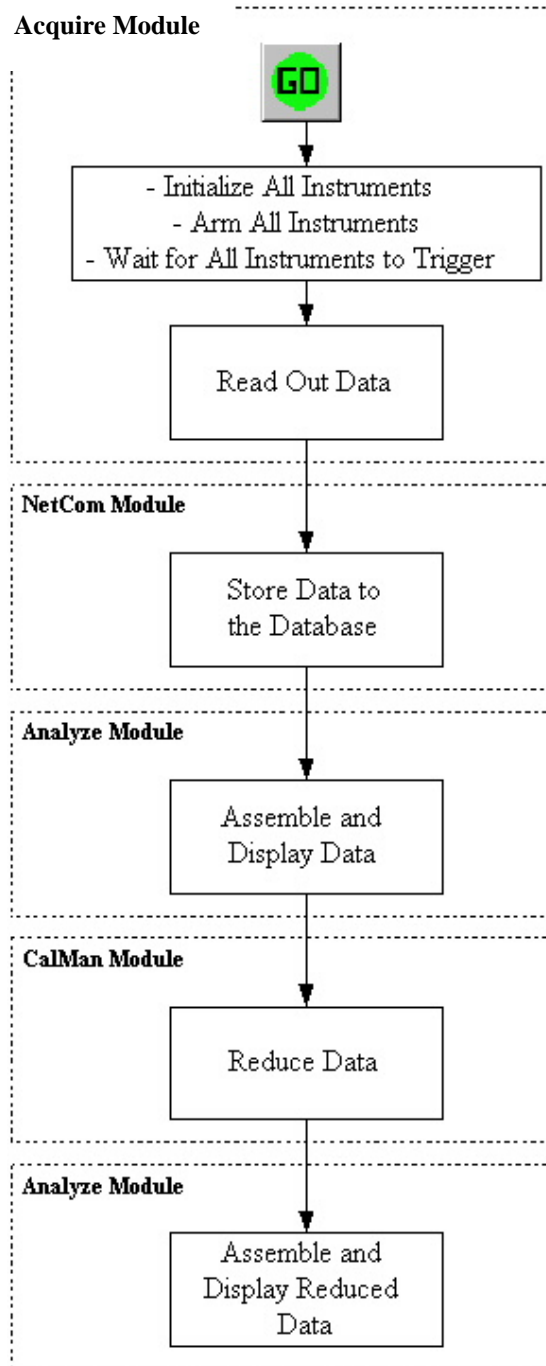 Acquire Module
GO
- Initialize All Instruments
- Arm All Instruments
- Wait for All Instruments to Trigger
Read Out Data
NetCom Module
Store Data to
the Database
Analyze Module
Assemble and
Display Data
CalMan Module
Reduce Data
Analyze Module
Assemble and
Display Reduced
Data